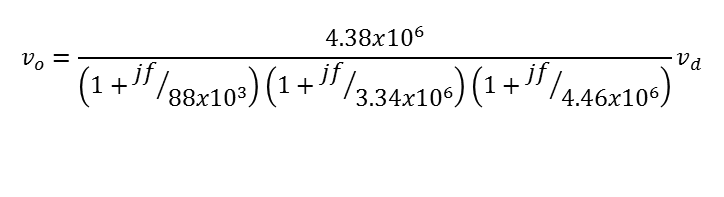 v_o = \frac{4.38x10^6}{(1 + jf/88x10^3)(1 + jf/3.34x10^6)(1 + jf/4.46x10^6)} v_d